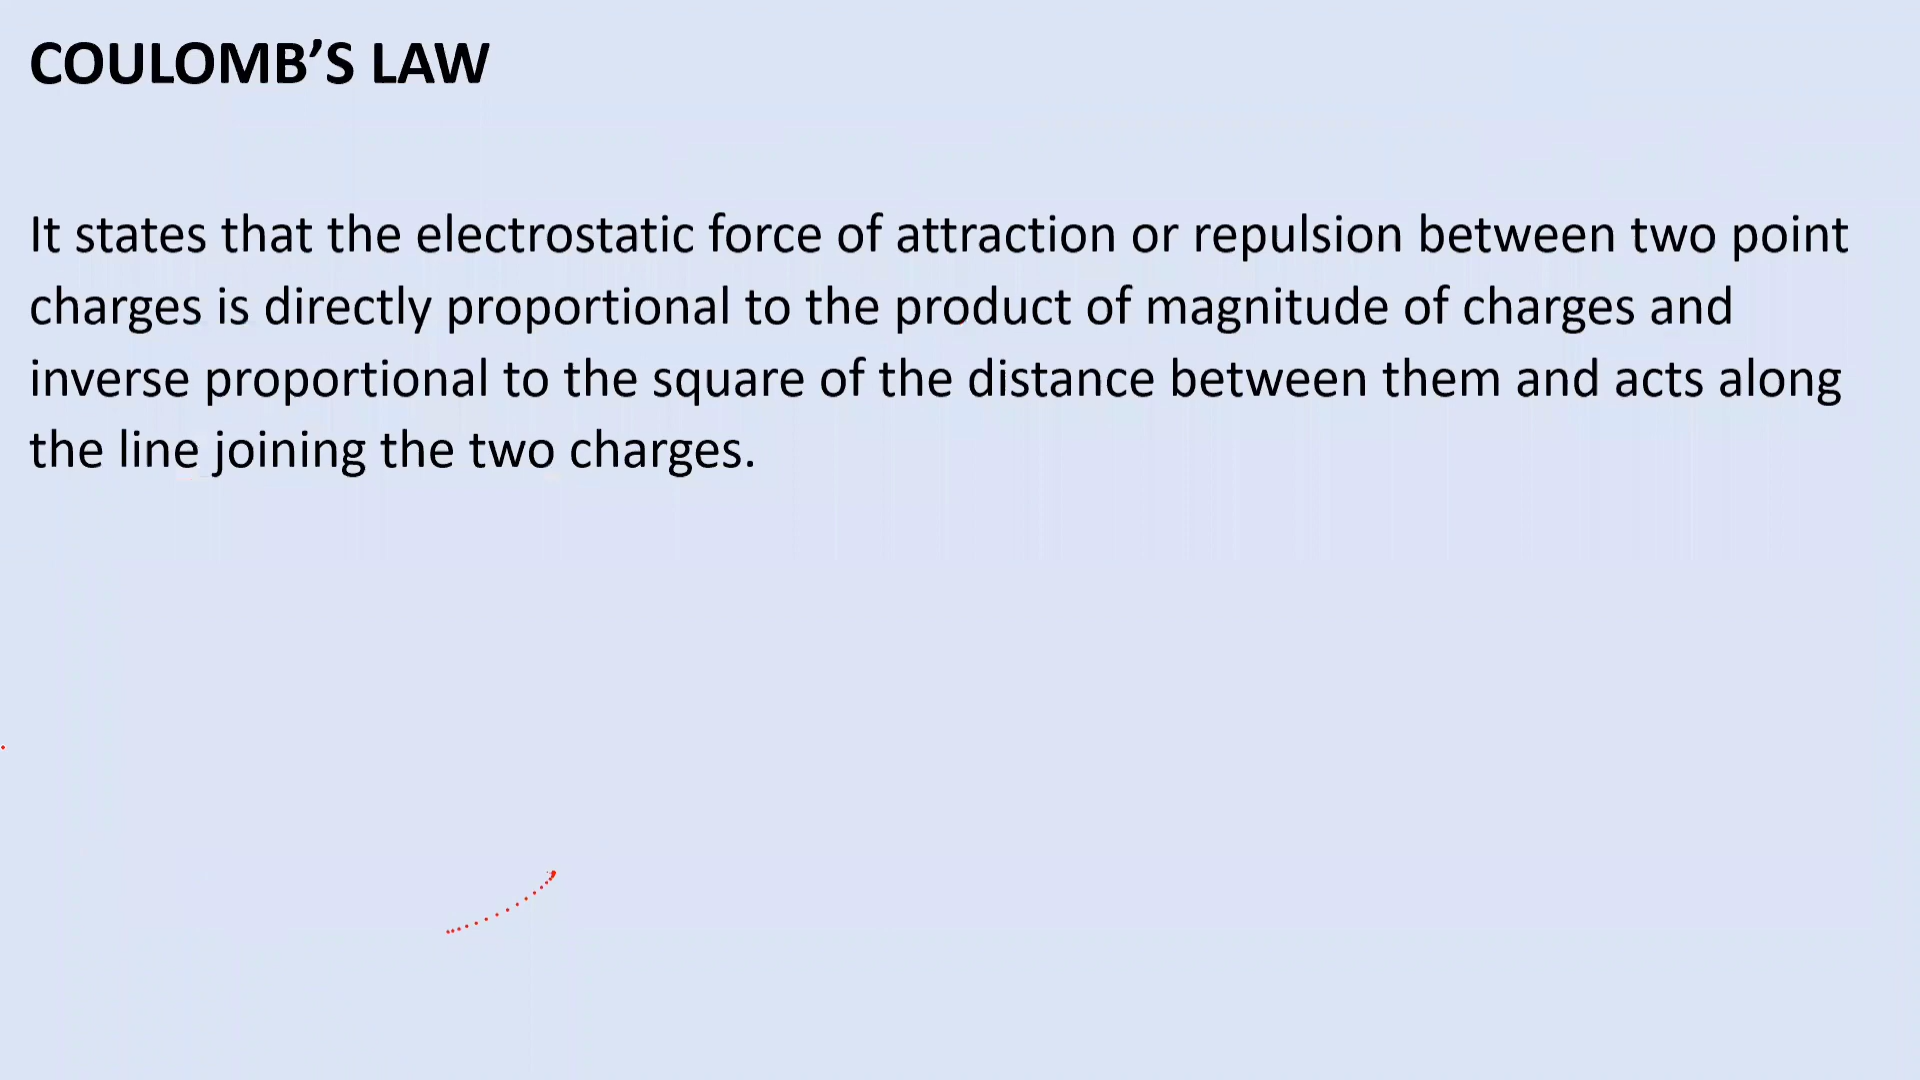 COULOMB’S LAW
It states that the electrostatic force of attraction or repulsion between two point
charges is directly proportional to the product of magnitude of charges and
inverse proportional to the square of the distance between them and acts along
the line joining the two charges.